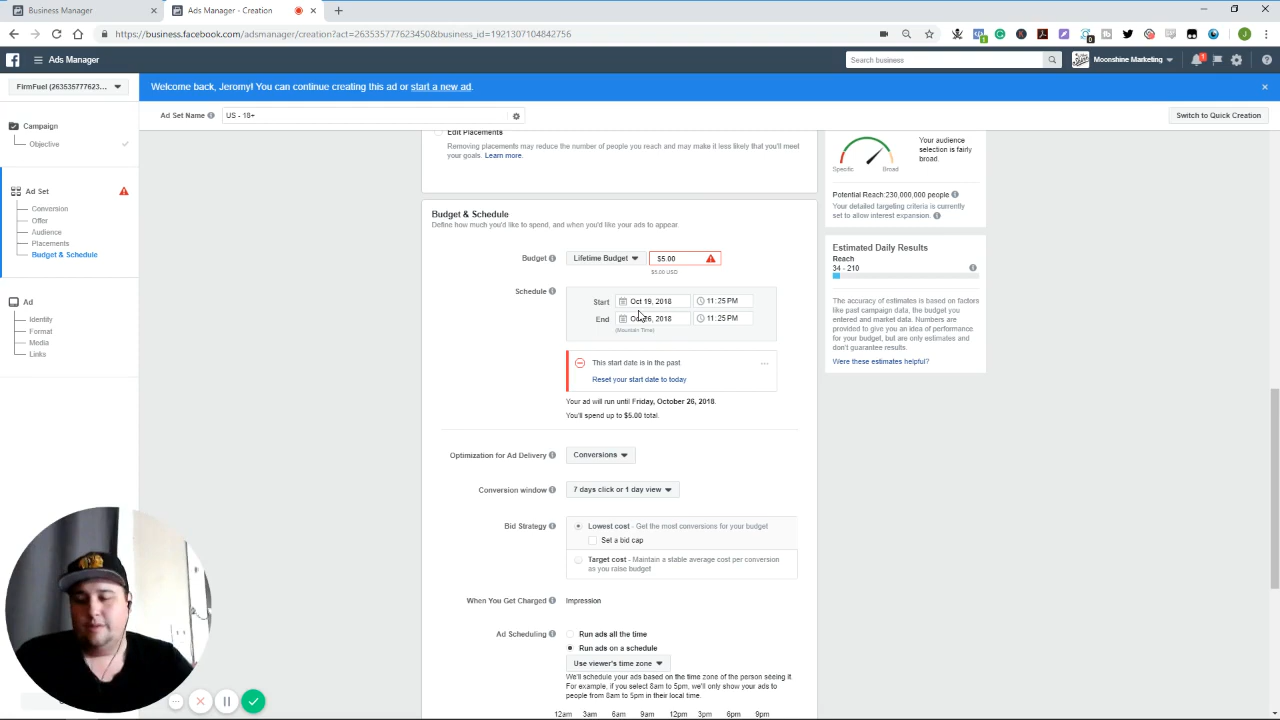 Business Manager
Ads Manager - Creation
https://business.facebook.com/adsmanager/creation?act=263535777623450&business_id=1921307104842756
Ads Manager
Search business
Moonshine Marketing
FirmFuel (263535777623...
Welcome back, Jeromy! You can continue creating this ad or start a new ad.
Ad Set Name
US - 18+
Switch to Quick Creation
Campaign
Objective
Ad Set
Conversion
Offer
Audience
Placements
Budget & Schedule
Ad
Identity
Format
Media
Links
Edit Placements
Removing placements may reduce the number of people you reach and may make it less likely that you'll meet
your goals. Learn more.
Budget & Schedule
Define how much you'd like to spend, and when you'd like your ads to appear.
Budget
Lifetime Budget
$5.00
$5.00 USD
Schedule
Start
Oct 19, 2018
11:25 PM
End
Oct 26, 2018
11:25 PM
(Mountain Time)
This start date is in the past
Reset your start date to today
Your ad will run until Friday, October 26, 2018.
You'll spend up to $5.00 total.
Optimization for Ad Delivery
Conversions
Conversion window
7 days click or 1 day view
Bid Strategy
Lowest cost - Get the most conversions for your budget
Set a bid cap
Target cost - Maintain a stable average cost per conversion
as you raise budget
When You Get Charged
Impression
Ad Scheduling
Run ads all the time
Run ads on a schedule
Use viewer's time zone
We'll schedule your ads based on the time zone of the person seeing it.
For example, if you select 8am to 5pm, we'll only show your ads to
people from 8am to 5pm in their local time.
12am 3am 6am 9am 12pm 3pm 6pm 9pm
Specific
Broad
Your audience
selection is fairly
broad.
Potential Reach:230,000,000 people
Your detailed targeting criteria is currently
set to allow interest expansion.
Estimated Daily Results
Reach
34 - 210
The accuracy of estimates is based on factors
like past campaign data, the budget you
entered and market data. Numbers are
provided to give you an idea of performance
for your budget, but are only estimates and
don't guarantee results.
Were these estimates helpful?